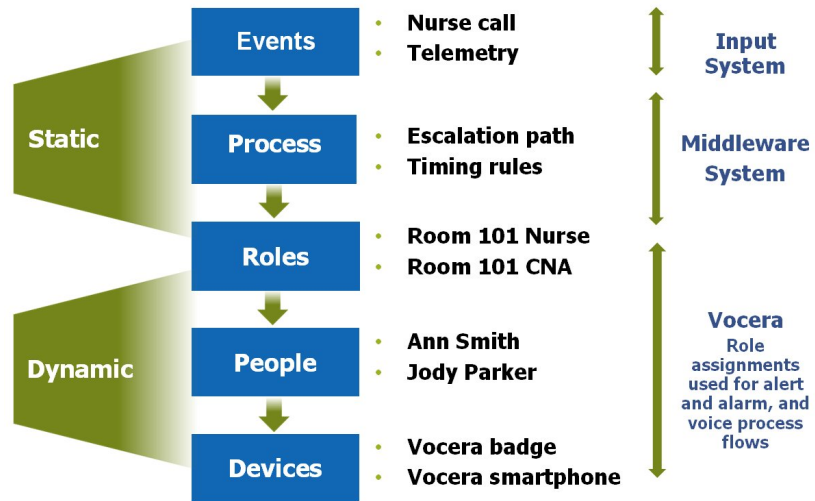 Events
• Nurse call
• Telemetry
Input
System
Static
Process
• Escalation path
• Timing rules
Middleware
System
Roles
• Room 101 Nurse
• Room 101 CNA
Dynamic
People
• Ann Smith
• Jody Parker
Vocera
Role
assignments
used for alert
and alarm, and
voice process
flows
Devices
• Vocera badge
• Vocera smartphone